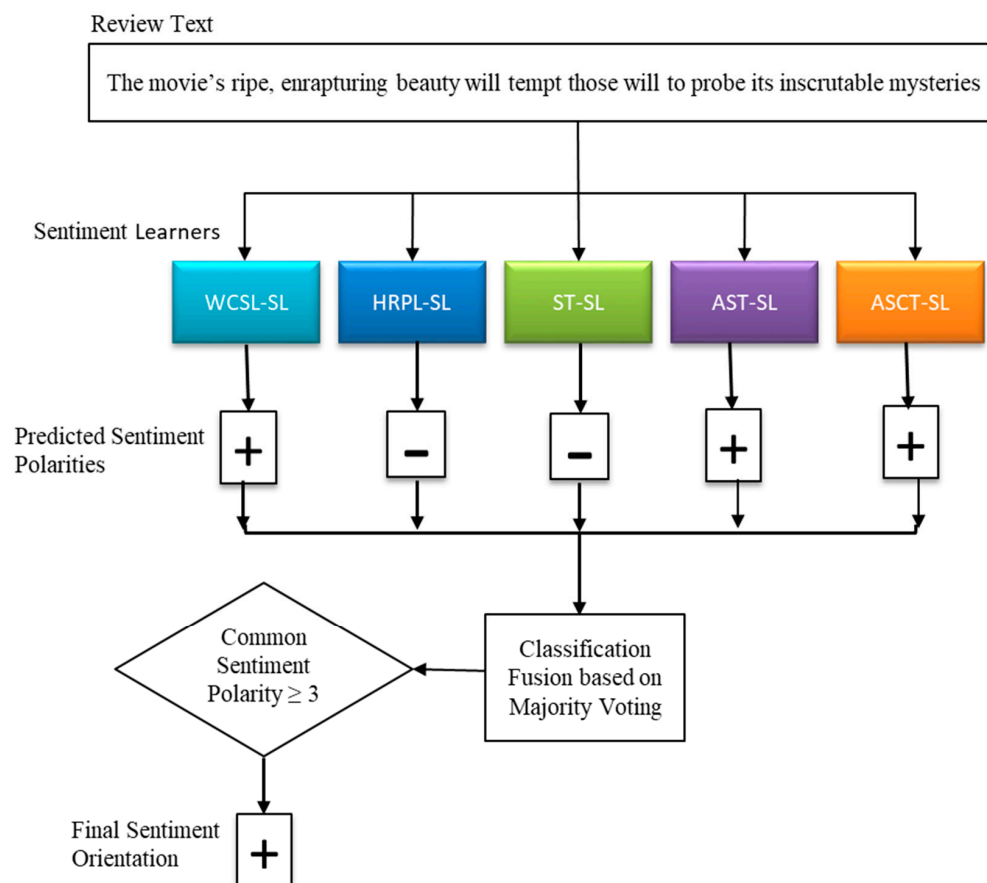 Review Text
The movie’s ripe, enrapturing beauty will tempt those will to probe its inscrutable mysteries
Sentiment Learners
WCSL-SL
HRPL-SL
ST-SL
AST-SL
ASCT-SL
Predicted Sentiment
Polarities
+
-
-
+
+
Common
Sentiment
Polarity ≥ 3
Classification
Fusion based on
Majority Voting
Final Sentiment
Orientation
+